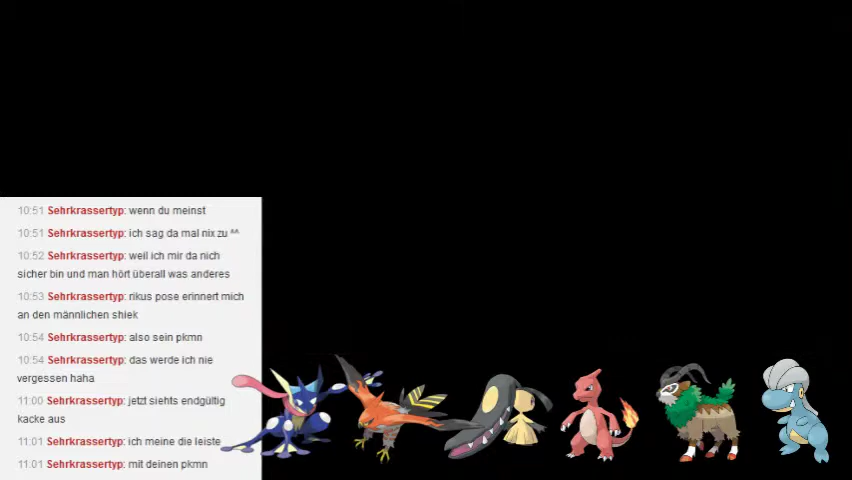 10:51 Sehrkrassertyp: wenn du meinst
10:51 Sehrkrassertyp: ich sag da mal nix zu ^^
10:52 Sehrkrassertyp: weil ich mir da nich
sicher bin und man hört überall was anderes
10:53 Sehrkrassertyp: rikus pose erinnert mich
an den männlichen shiek
10:54 Sehrkrassertyp: also sein pkmn
10:54 Sehrkrassertyp: das werde ich nie
vergessen haha
11:00 Sehrkrassertyp: jetzt siehts endgültig
kacke aus
11:01 Sehrkrassertyp: ich meine die leiste
11:01 Sehrkrassertyp: mit deinen pkmn